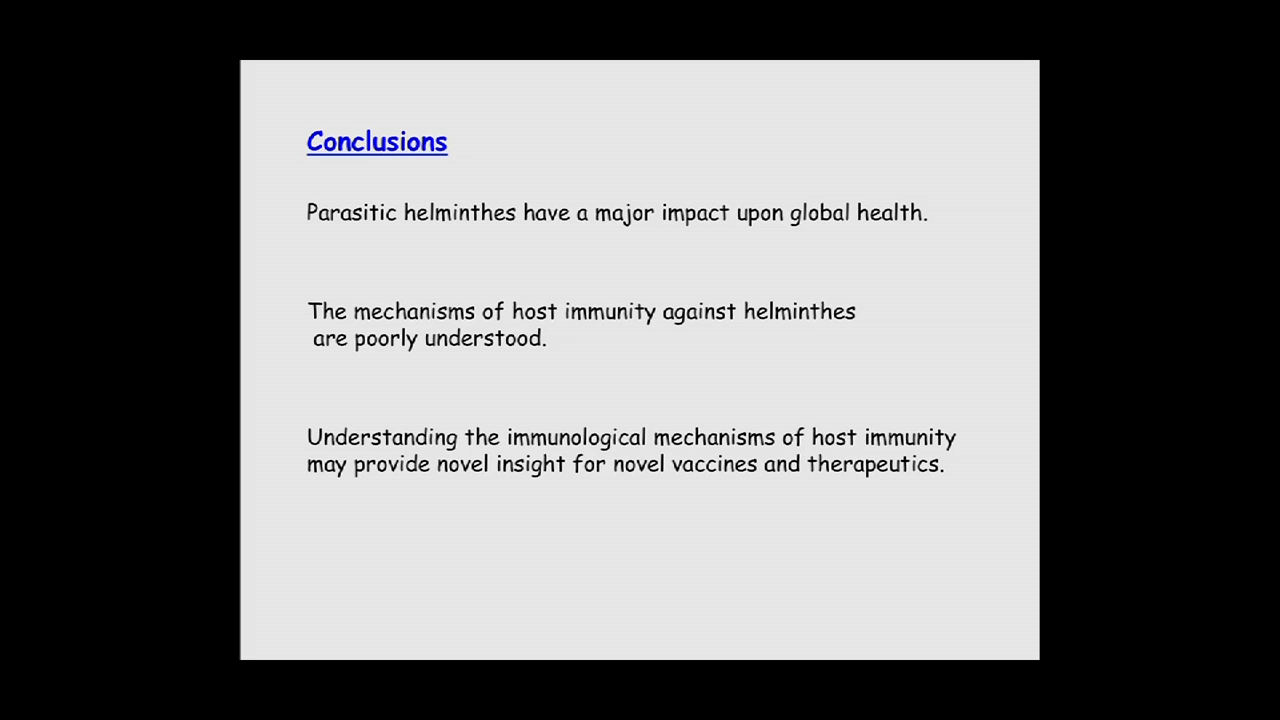 Conclusions
Parasitic helminthes have a major impact upon global health.
The mechanisms of host immunity against helminthes
are poorly understood.
Understanding the immunological mechanisms of host immunity
may provide novel insight for novel vaccines and therapeutics.